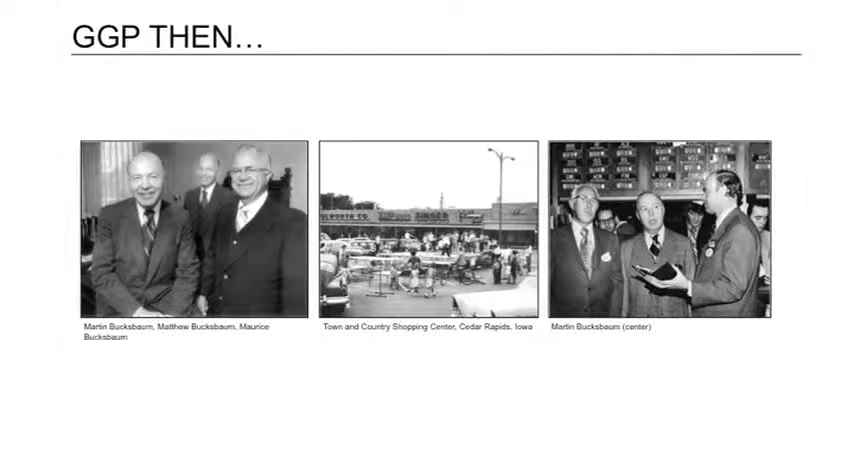 GGP THEN…
Martin Bucksbaum, Matthew Bucksbaum, Maurice
Bucksbaum
Town and Country Shopping Center, Cedar Rapids, Iowa
Martin Bucksbaum (center)
SINGER